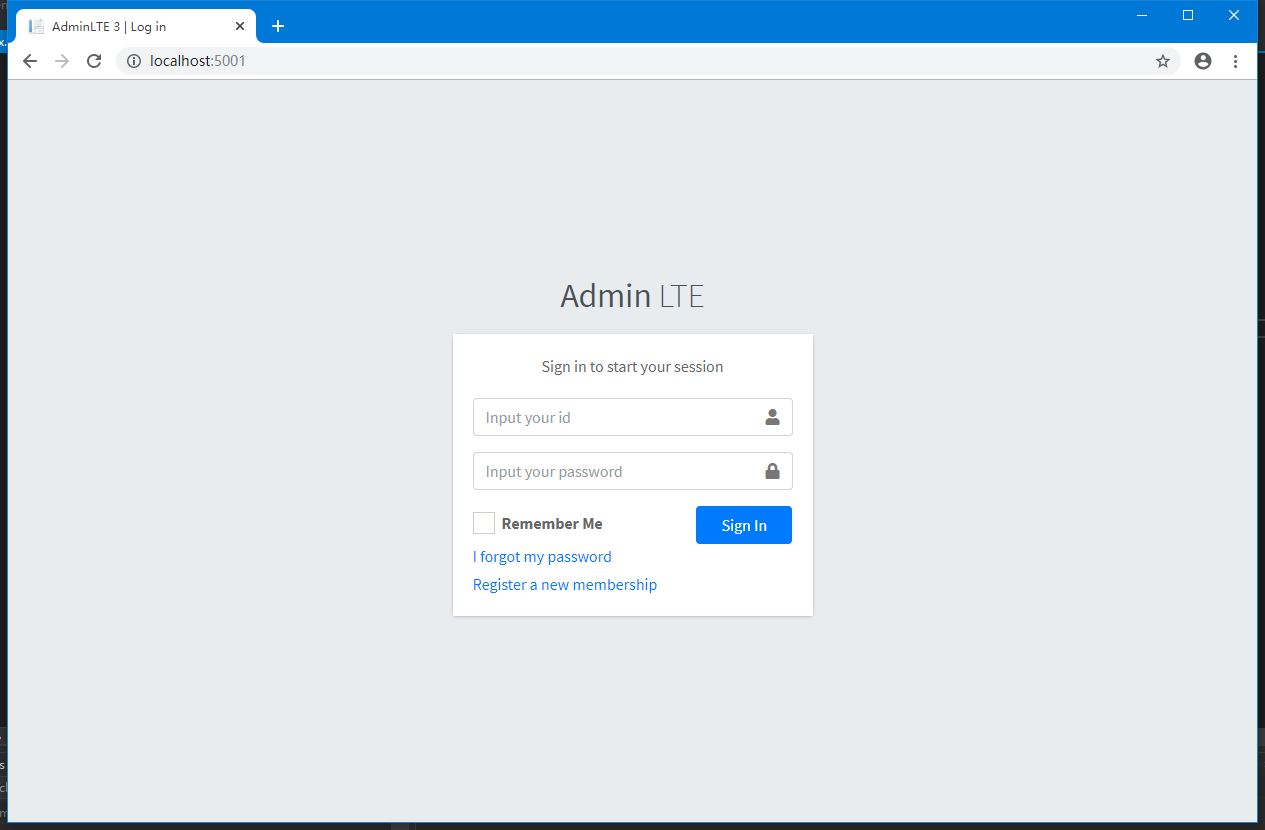 AdminLTE 3 | Log in
localhost:5001
Admin LTE
Sign in to start your session
Input your id
Input your password
Remember Me
Sign In
I forgot my password
Register a new membership